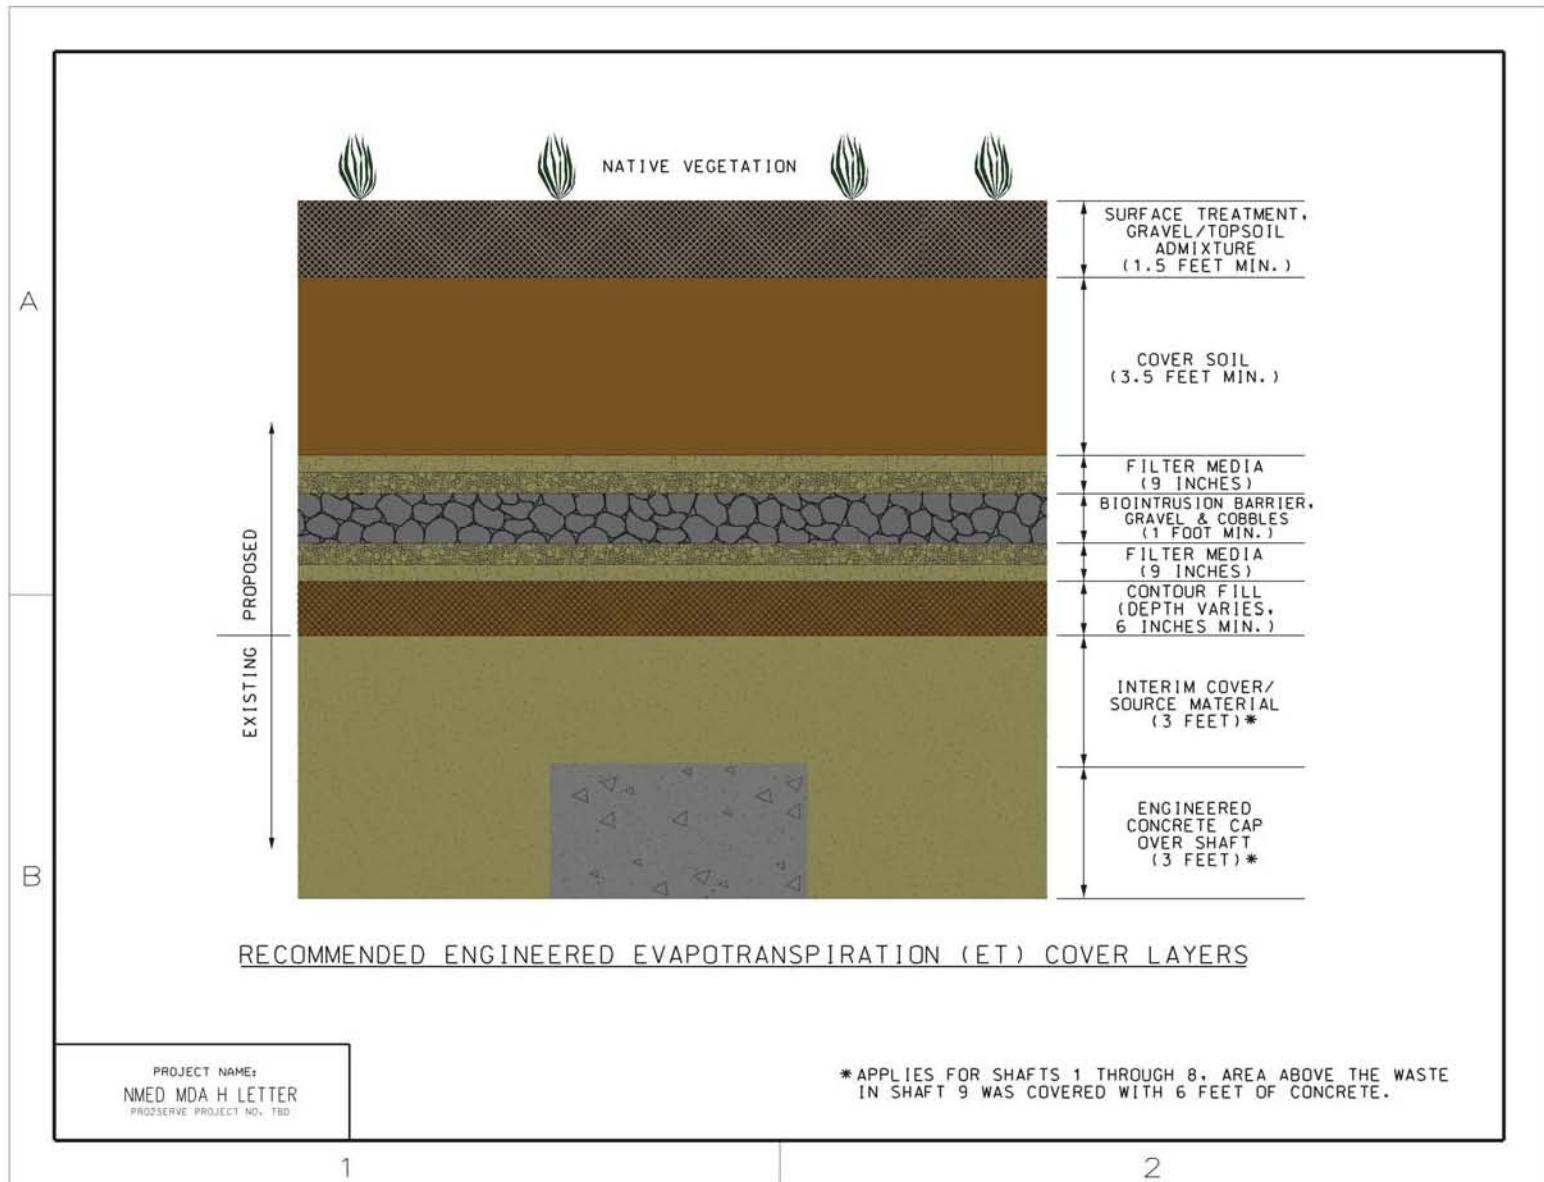 NATIVE VEGETATION
SURFACE TREATMENT,
GRAVEL/TOPSOIL
ADMIXTURE
(1.5 FEET MIN.)
A
COVER SOIL
(3.5 FEET MIN.)
FILTER MEDIA
(9 INCHES)
BIOINTRUSION BARRIER,
GRAVEL & COBBLES
(1 FOOT MIN.)
FILTER MEDIA
(9 INCHES)
PROPOSED
CONTOUR FILL
(DEPTH VARIES,
6 INCHES MIN.)
EXISTING
INTERIM COVER/
SOURCE MATERIAL
(3 FEET)*
ENGINEERED
CONCRETE CAP
OVER SHAFT
(3 FEET)*
B
RECOMMENDED ENGINEERED EVAPOTRANSPIRATION (ET) COVER LAYERS
PROJECT NAME:
NMED MDA H LETTER
PRO2SERVE PROJECT NO. TBD
*APPLIES FOR SHAFTS 1 THROUGH 8. AREA ABOVE THE WASTE
IN SHAFT 9 WAS COVERED WITH 6 FEET OF CONCRETE.
1
2